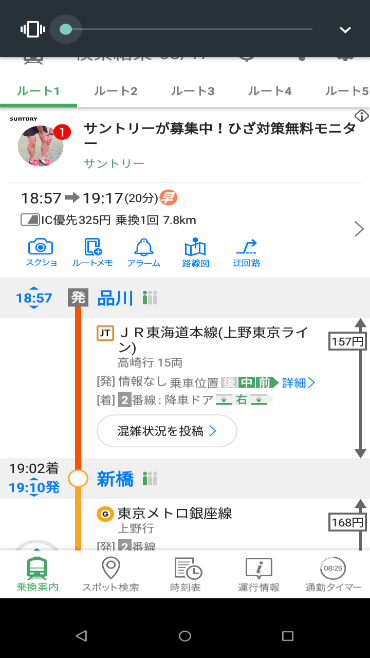 ルート1 ルート2 ルート3 ルート4 ルート5
SUNTORY
1
サントリーが募集中！ひざ対策無料モニター
サントリー
18:57 19:17(20分) 早
IC優先325円 乗換1回 7.8km
スクショ ルートメモ アラーム 路線図 迂回路
18:57 発 品川
JT ＪＲ東海道本線(上野東京ライン)
高崎行 15両
157円
[発] 情報なし 乗車位置 後 中 前 詳細
[着] 2番線 : 降車ドア 右
混雑状況を投稿
19:02着
19:10発 新橋
G 東京メトロ銀座線
上野行
168円
[発] 2番線
乗換案内 スポット検索 時刻表 運行情報 08:25 通勤タイマー